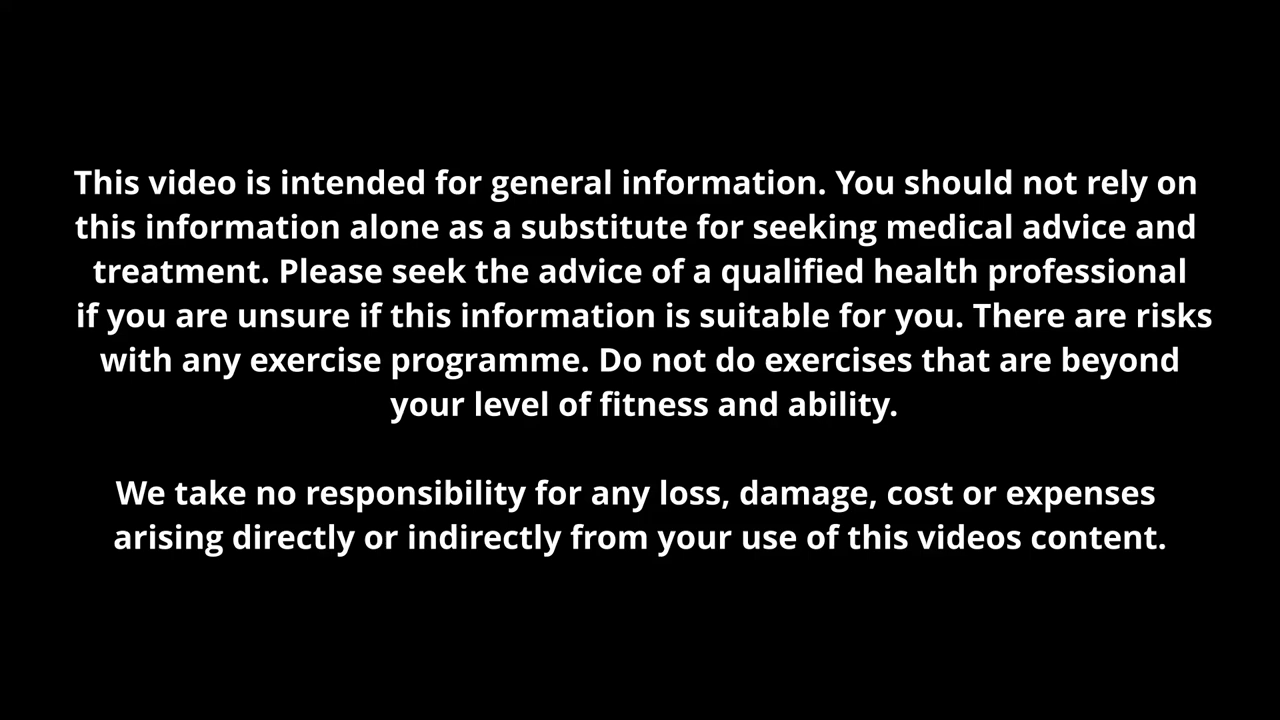 This video is intended for general information. You should not rely on
this information alone as a substitute for seeking medical advice and
treatment. Please seek the advice of a qualified health professional
if you are unsure if this information is suitable for you. There are risks
with any exercise programme. Do not do exercises that are beyond
your level of fitness and ability.
We take no responsibility for any loss, damage, cost or expenses
arising directly or indirectly from your use of this videos content.